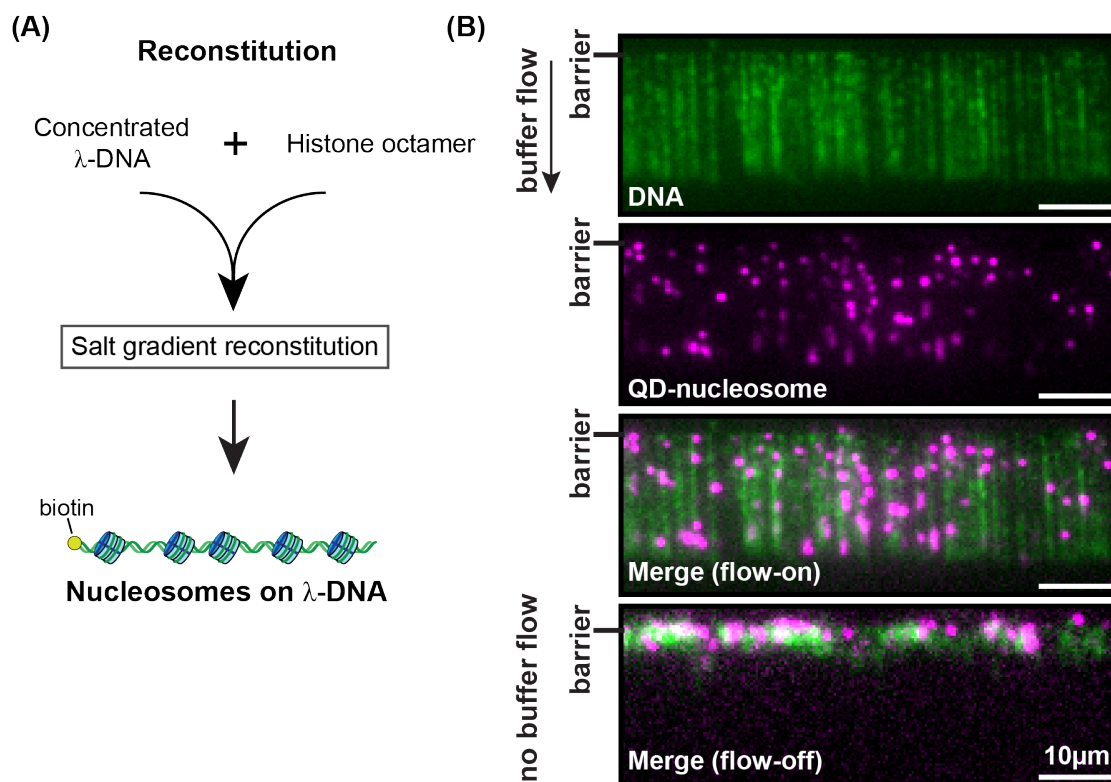 (A)
Reconstitution
Concentrated
λ-DNA
+
Histone octamer
Salt gradient reconstitution
biotin
Nucleosomes on λ-DNA
(B)
buffer flow
barrier
DNA
barrier
QD-nucleosome
barrier
Merge (flow-on)
no buffer flow
barrier
Merge (flow-off)
10μm